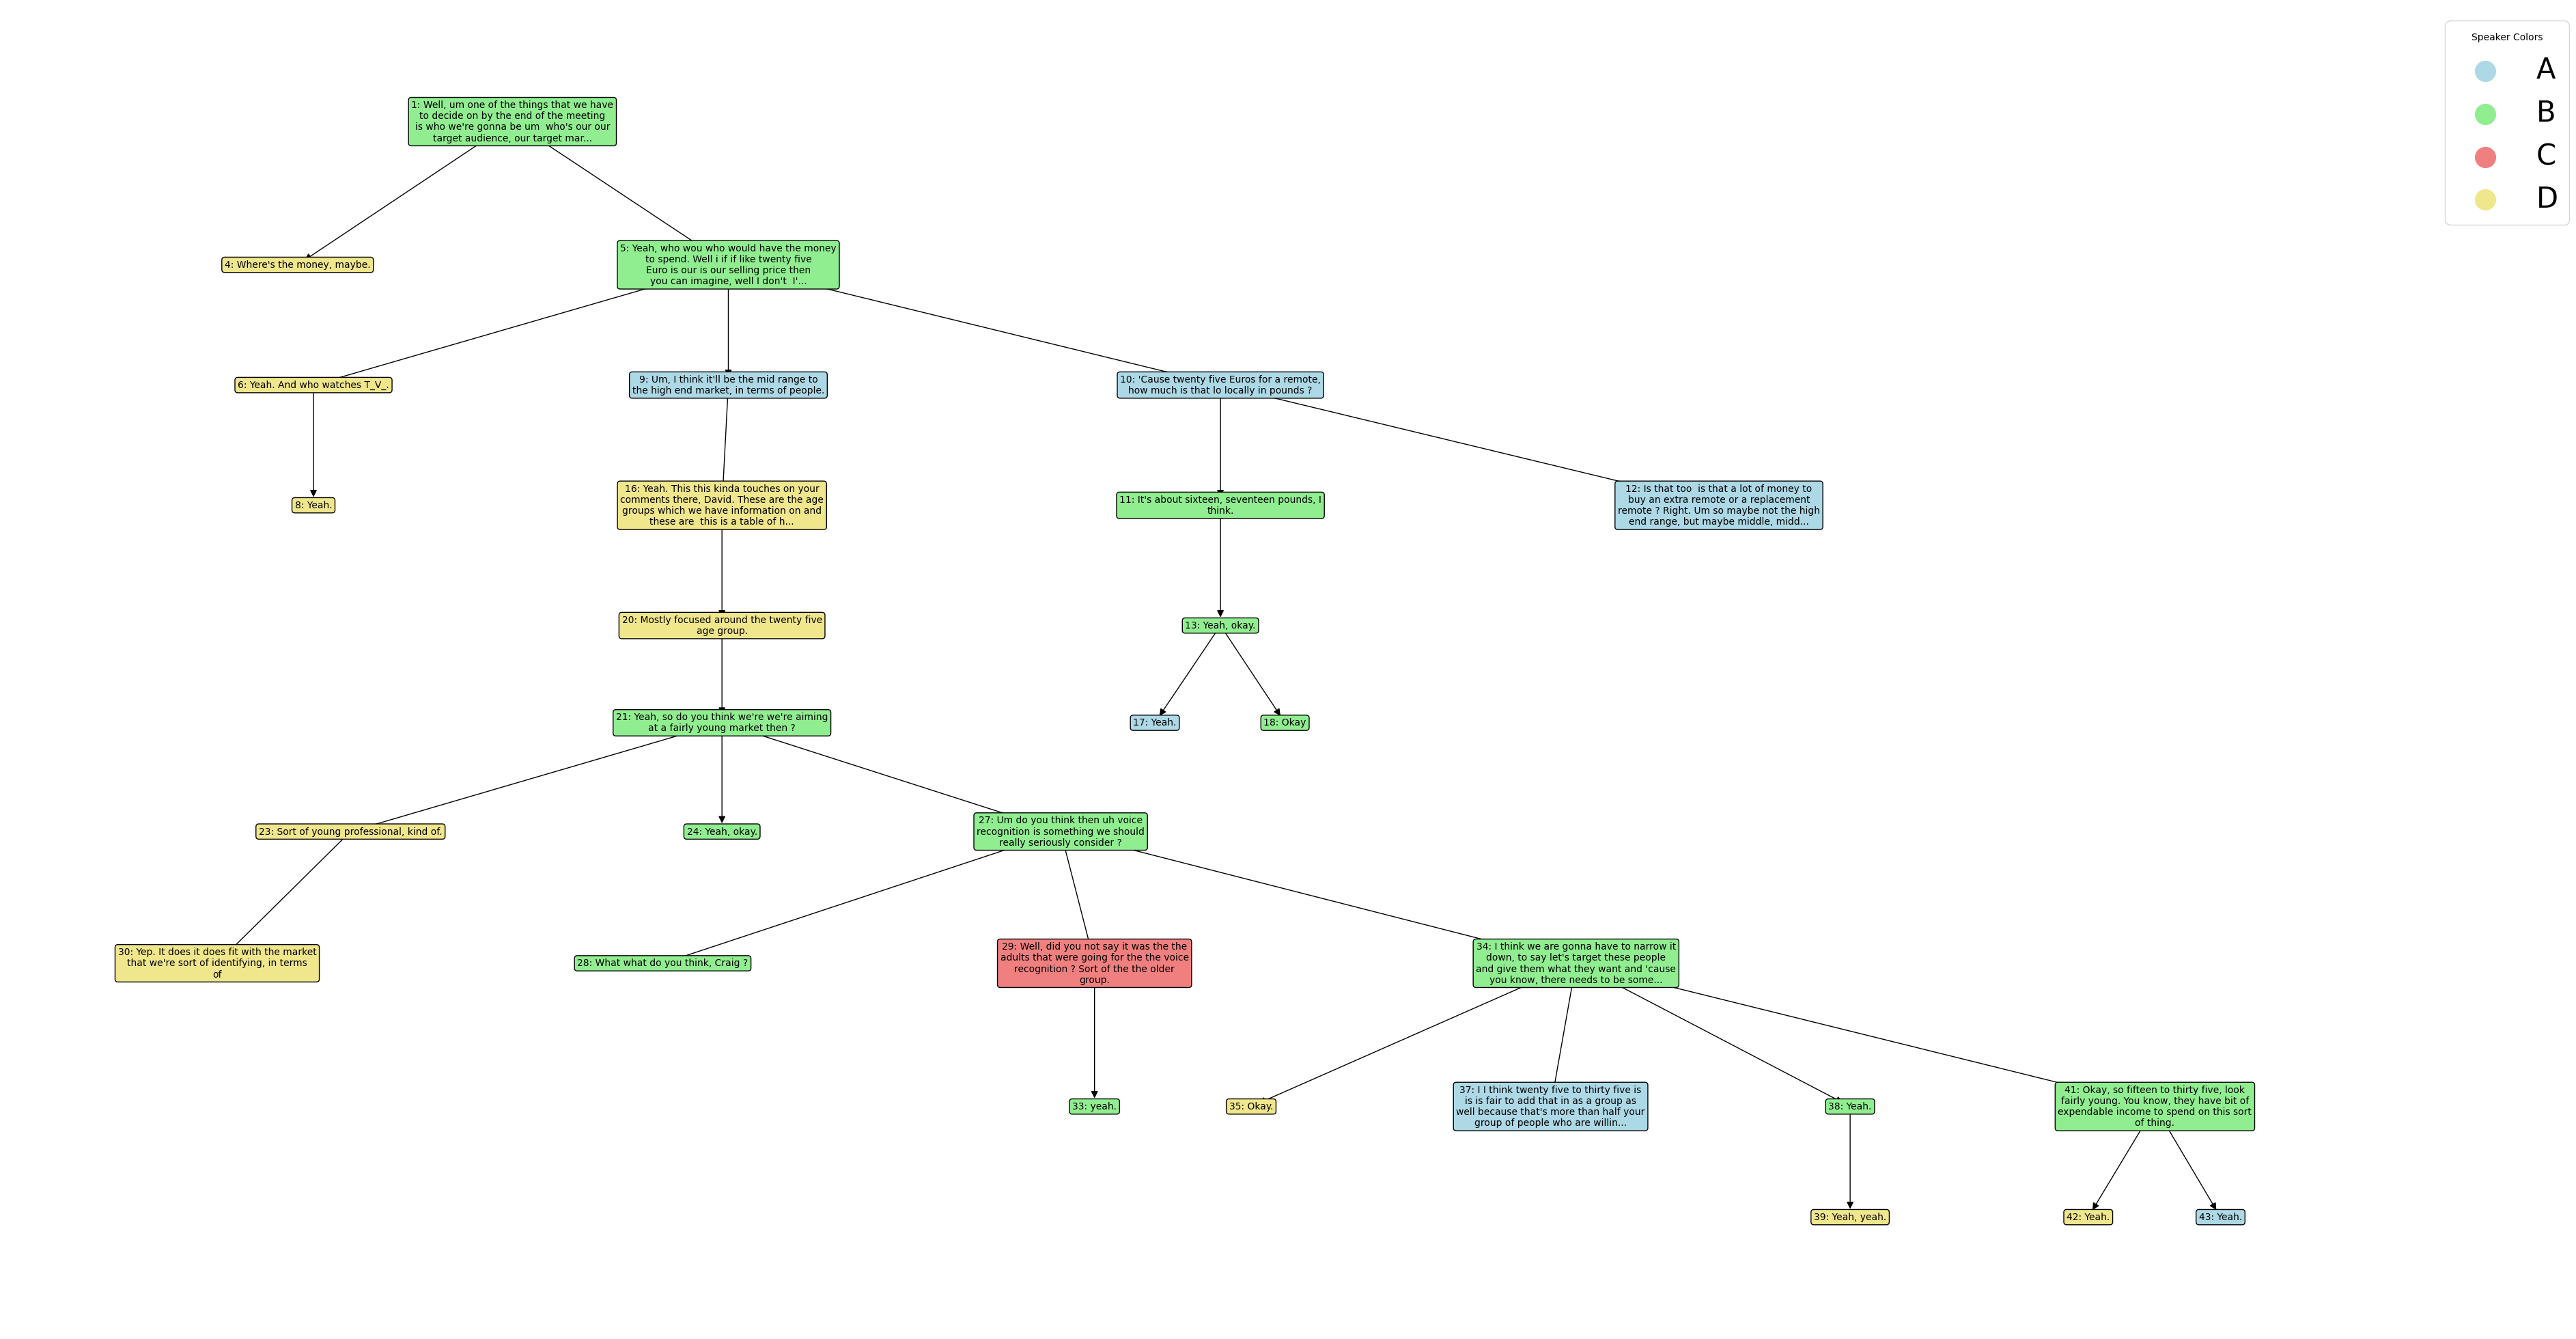 Speaker Colors
A
B
C
D
1: Well, um one of the things that we have
to decide on by the end of the meeting
is who we're gonna be um  who's our our
target audience, our target mar...
4: Where's the money, maybe.
5: Yeah, who wou who would have the money
to spend. Well i if if like twenty five
Euro is our is our selling price then
you can imagine, well I don't  I'...
6: Yeah. And who watches T_V_.
9: Um, I think it'll be the mid range to
the high end market, in terms of people.
10: 'Cause twenty five Euros for a remote,
how much is that lo locally in pounds ?
8: Yeah.
16: Yeah. This this kinda touches on your
comments there, David. These are the age
groups which we have information on and
these are  this is a table of h...
11: It's about sixteen, seventeen pounds, I
think.
12: Is that too  is that a lot of money to
buy an extra remote or a replacement
remote ? Right. Um so maybe not the high
end range, but maybe middle, midd...
20: Mostly focused around the twenty five
age group.
13: Yeah, okay.
21: Yeah, so do you think we're we're aiming
at a fairly young market then ?
17: Yeah.
18: Okay
23: Sort of young professional, kind of.
24: Yeah, okay.
27: Um do you think then uh voice
recognition is something we should
really seriously consider ?
30: Yep. It does it does fit with the market
that we're sort of identifying, in terms
of
28: What what do you think, Craig ?
29: Well, did you not say it was the the
adults that were going for the the voice
recognition ? Sort of the the older
group.
34: I think we are gonna have to narrow it
down, to say let's target these people
and give them what they want and 'cause
you know, there needs to be some...
33: yeah.
35: Okay.
37: I I think twenty five to thirty five is
is is fair to add that in as a group as
well because that's more than half your
group of people who are willin...
38: Yeah.
41: Okay, so fifteen to thirty five, look
fairly young. You know, they have bit of
expendable income to spend on this sort
of thing.
39: Yeah, yeah.
42: Yeah.
43: Yeah.